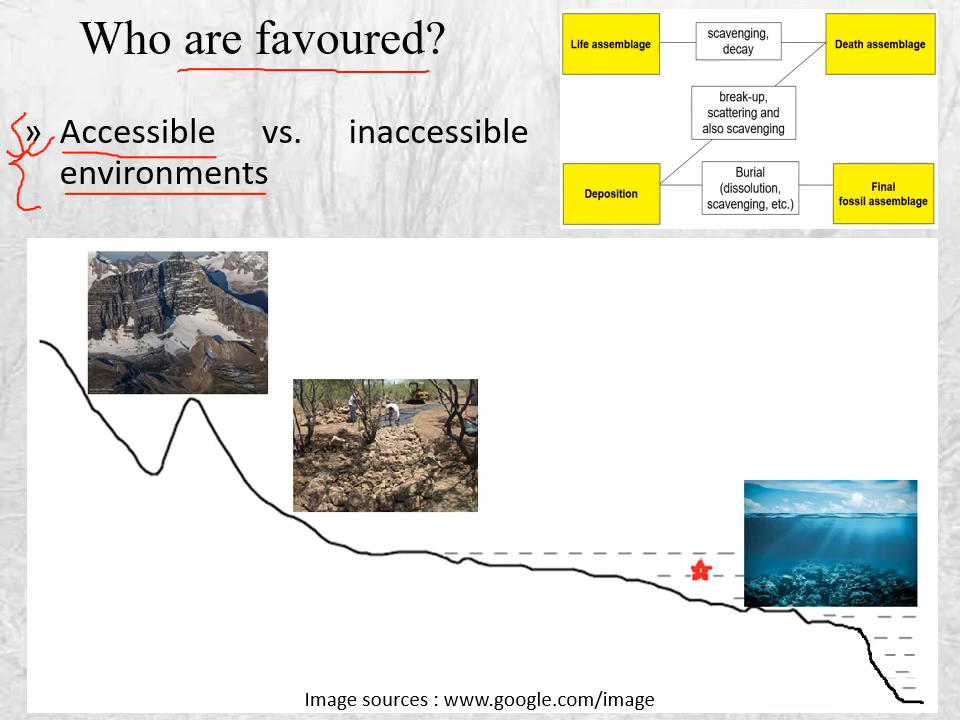 Who are favoured?
» Accessible vs. inaccessible
environments
Life assemblage
scavenging,
decay
Death assemblage
break-up,
scattering and
also scavenging
Deposition
Burial
(dissolution,
scavenging, etc.)
Final
fossil assemblage
Image sources : www.google.com/image